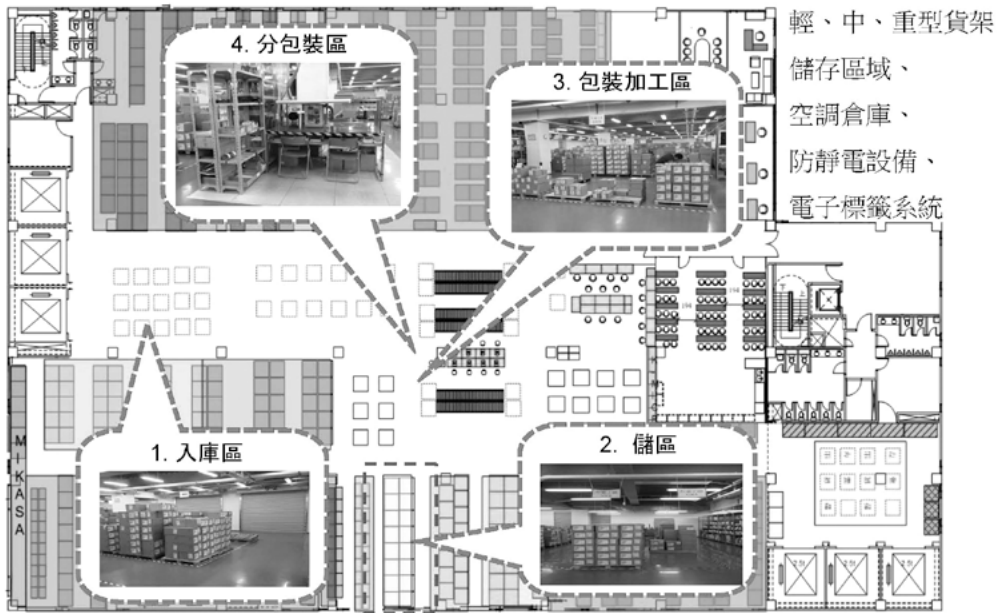 輕、中、重型貨架
儲存區域、
空調倉庫、
防靜電設備、
電子標籤系統
4. 分包裝區
3. 包裝加工區
1. 入庫區
2. 儲區
MIKASA